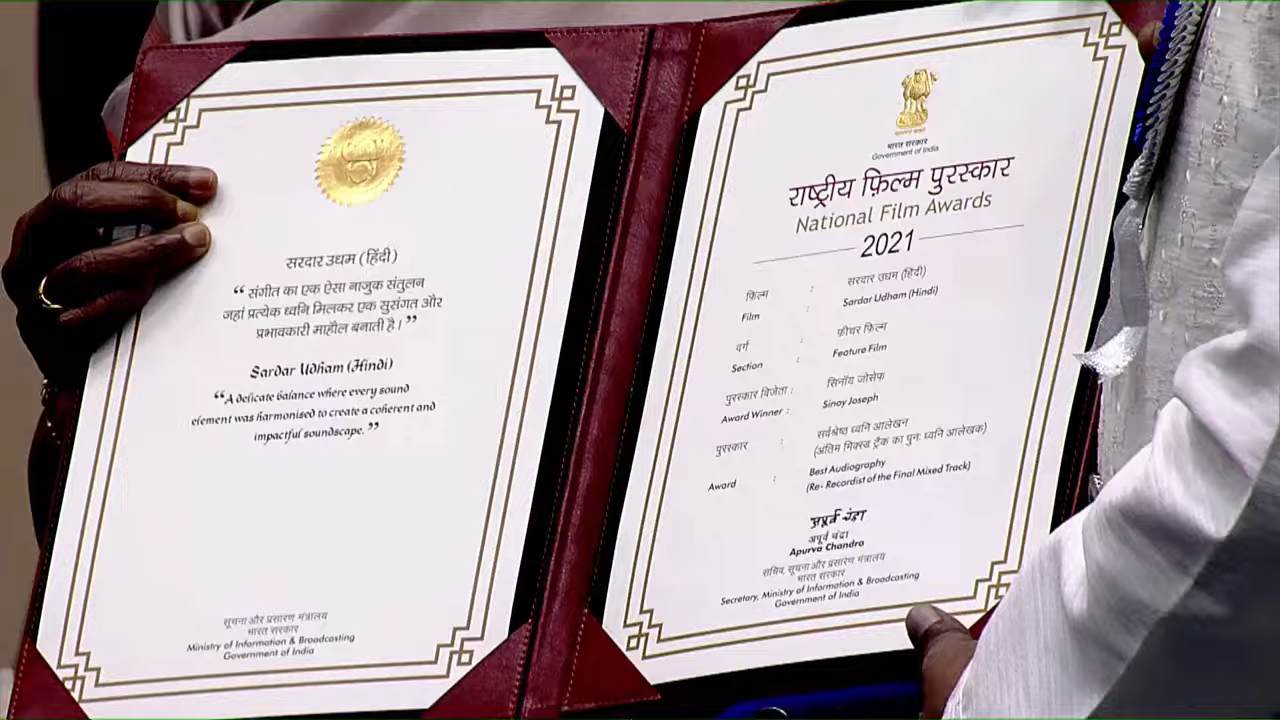 सरदार उधम (हिंदी)
“ संगीत का एक ऐसा नाजुक संतुलन
जहां प्रत्येक ध्वनि मिलकर एक सुसंगत और
प्रभावकारी माहौल बनाती है। ”
Sardar Udham (Hindi)
“A delicate balance where every sound
element was harmonised to create a coherent and
impactful soundscape.”
सूचना और प्रसारण मंत्रालय
भारत सरकार
Ministry of Information & Broadcasting
Government of India
भारत सरकार
Government of India
राष्ट्रीय फ़िल्म पुरस्कार
National Film Awards
2021
फ़िल्म : सरदार उधम (हिंदी)
Film : Sardar Udham (Hindi)
वर्ग : फ़ीचर फ़िल्म
Section : Feature Film
पुरस्कार विजेता : सिनॉय जोसेफ
Award Winner : Sinoy Joseph
पुरस्कार : सर्वश्रेष्ठ ध्वनि आलेखन
(अंतिम मिक्स्ड ट्रैक का पुनः ध्वनि आलेखक)
Award : Best Audiography
(Re- Recordist of the Final Mixed Track)
अपूर्व चंद्रा
अपूर्व चंद्रा
Apurva Chandra
सचिव, सूचना और प्रसारण मंत्रालय
भारत सरकार
Secretary, Ministry of Information & Broadcasting
Government of India